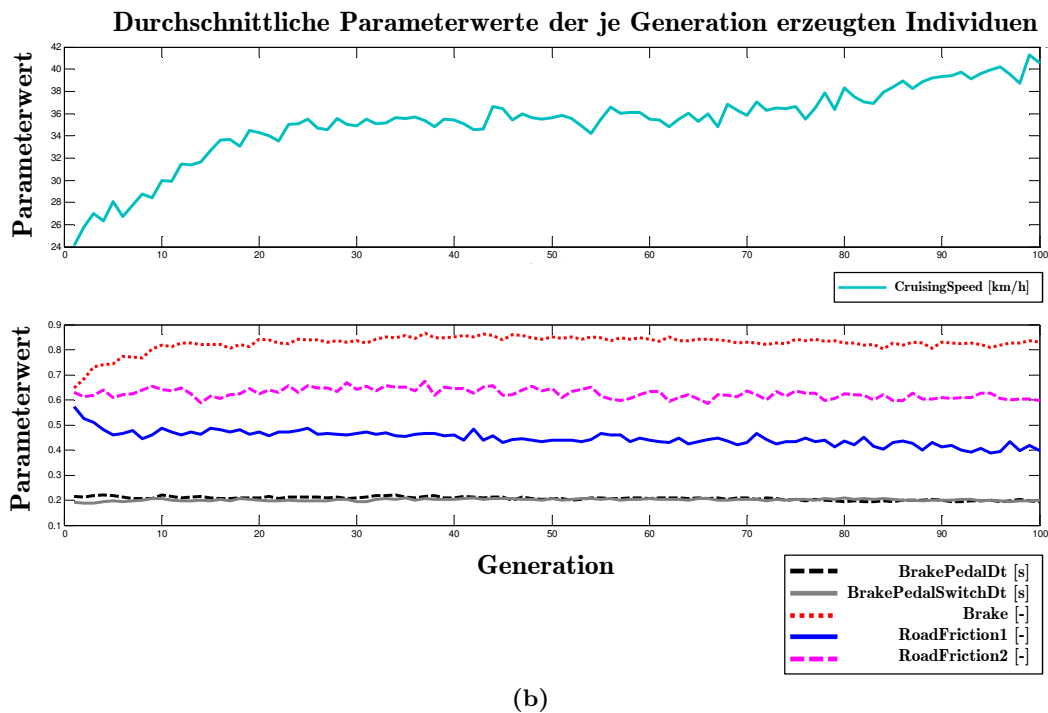 Durchschnittliche Parameterwerte der je Generation erzeugten Individuen
Parameterwert
42
40
38
36
34
32
30
28
26
24
0 10 20 30 40 50 60 70 80 90 100
CruisingSpeed [km/h]
Parameterwert
0.9
0.8
0.7
0.6
0.5
0.4
0.3
0.2
0.1
0 10 20 30 40 50 60 70 80 90 100
Generation
BrakePedalDt [s]
BrakePedalSwitchDt [s]
Brake [-]
RoadFriction1 [-]
RoadFriction2 [-]
(b)